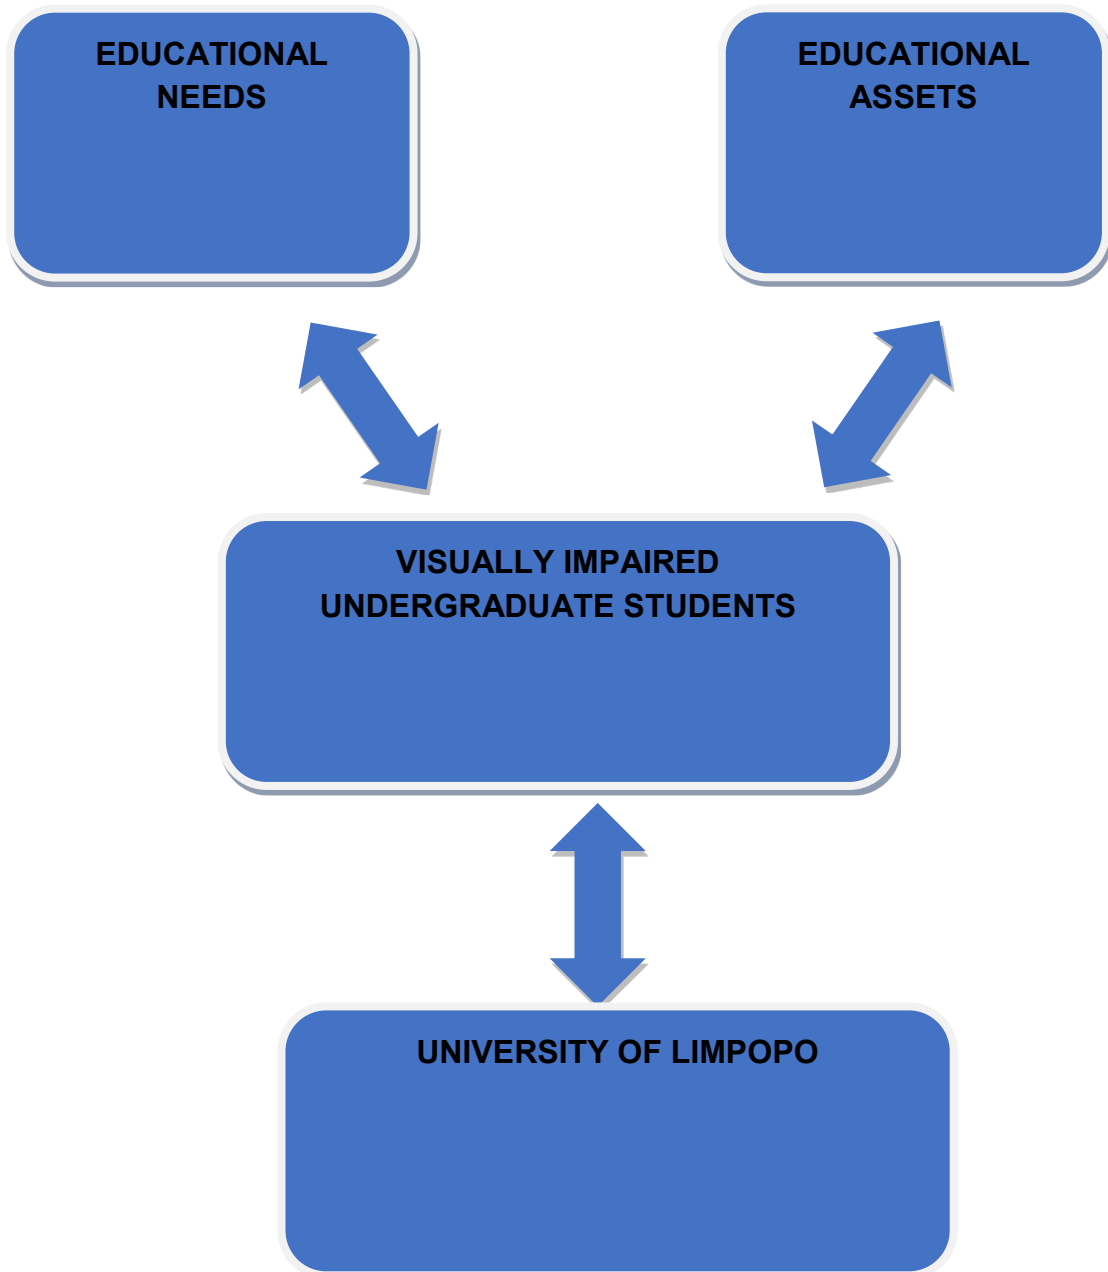 EDUCATIONAL
NEEDS
EDUCATIONAL
ASSETS
VISUALLY IMPAIRED
UNDERGRADUATE STUDENTS
UNIVERSITY OF LIMPOPO